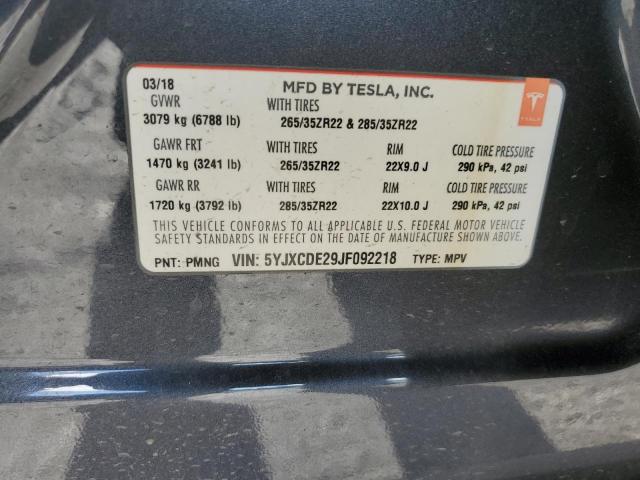 03/18 MFD BY TESLA, INC.
GVWR WITH TIRES
3079 kg (6788 lb) 265/35ZR22 & 285/35ZR22
GAWR FRT WITH TIRES RIM COLD TIRE PRESSURE
1470 kg (3241 lb) 265/35ZR22 22X9.0 J 290 kPa, 42 psi
GAWR RR WITH TIRES RIM COLD TIRE PRESSURE
1720 kg (3792 lb) 285/35ZR22 22X10.0 J 290 kPa, 42 psi
THIS VEHICLE CONFORMS TO ALL APPLICABLE U.S. FEDERAL MOTOR VEHICLE
SAFETY STANDARDS IN EFFECT ON THE DATE OF MANUFACTURE SHOWN ABOVE.
PNT: PMNG VIN: 5YJXCDE29JF092218 TYPE: MPV
TESLA